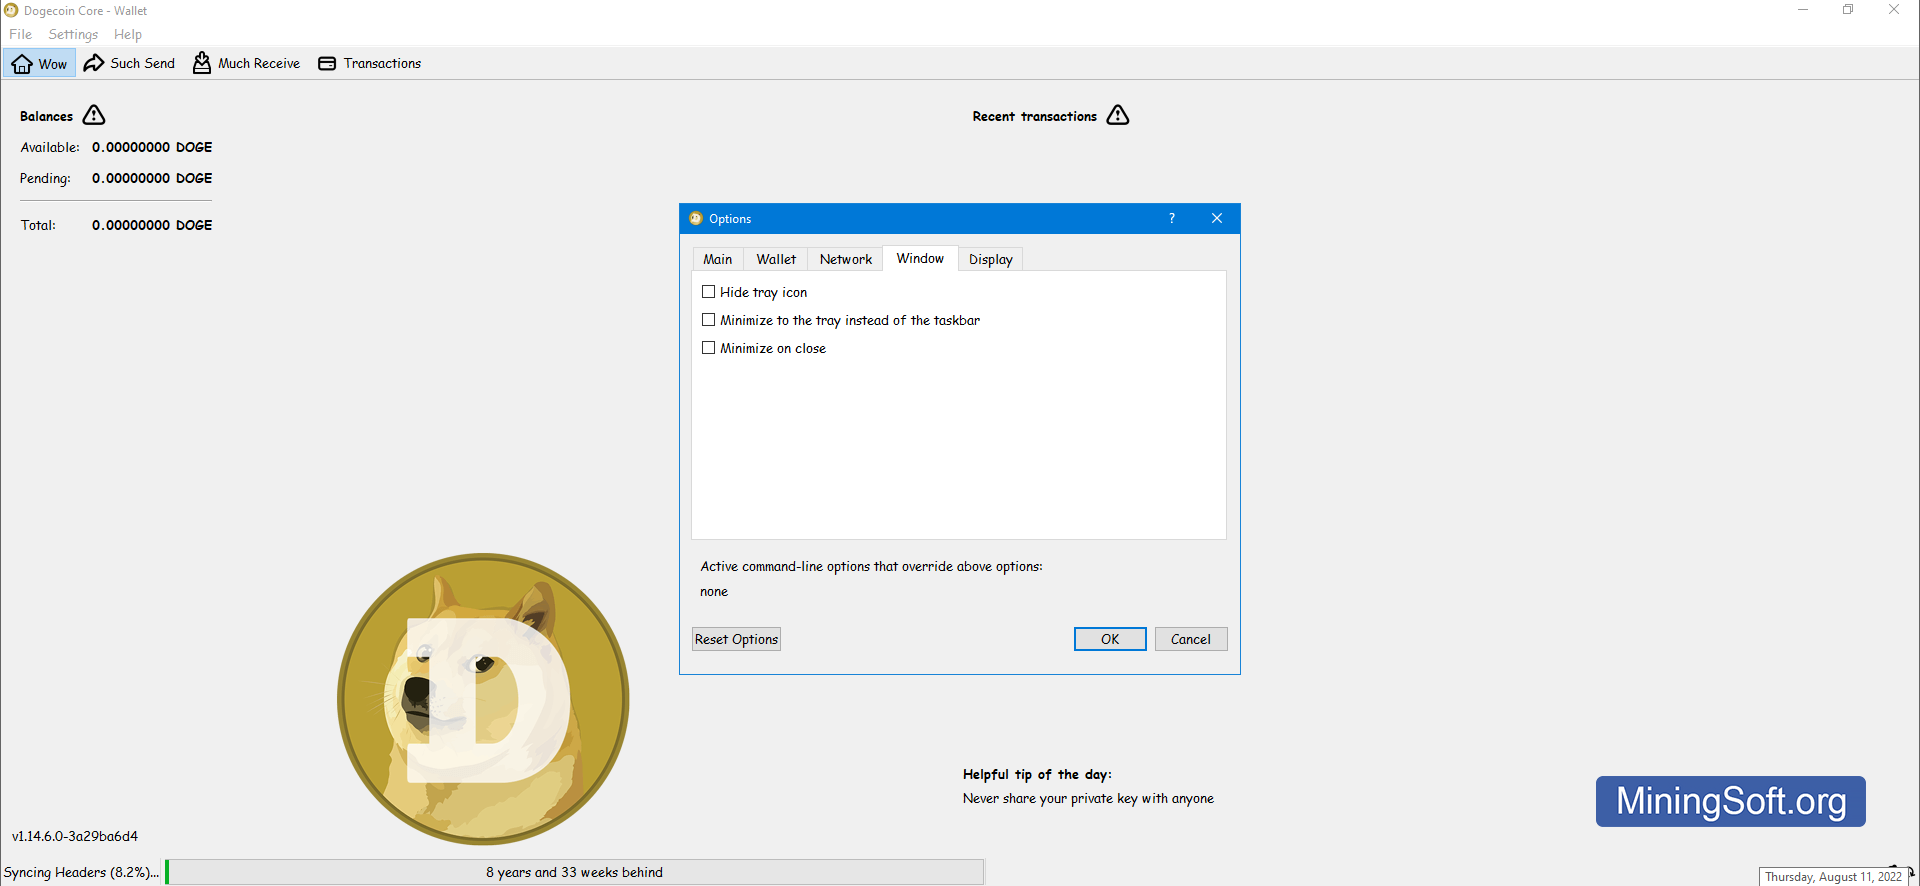 Dogecoin Core - Wallet
File Settings Help
Wow Such Send Much Receive Transactions
Balances
Available: 0.00000000 DOGE
Pending: 0.00000000 DOGE
Total: 0.00000000 DOGE
Recent transactions
Options ?
Main Wallet Network Window Display
Hide tray icon
Minimize to the tray instead of the taskbar
Minimize on close
Active command-line options that override above options:
none
Reset Options OK Cancel
D
Helpful tip of the day:
Never share your private key with anyone
MiningSoft.org
v1.14.6.0-3a29ba6d4
Syncing Headers (8.2%)... 8 years and 33 weeks behind
Thursday, August 11, 2022